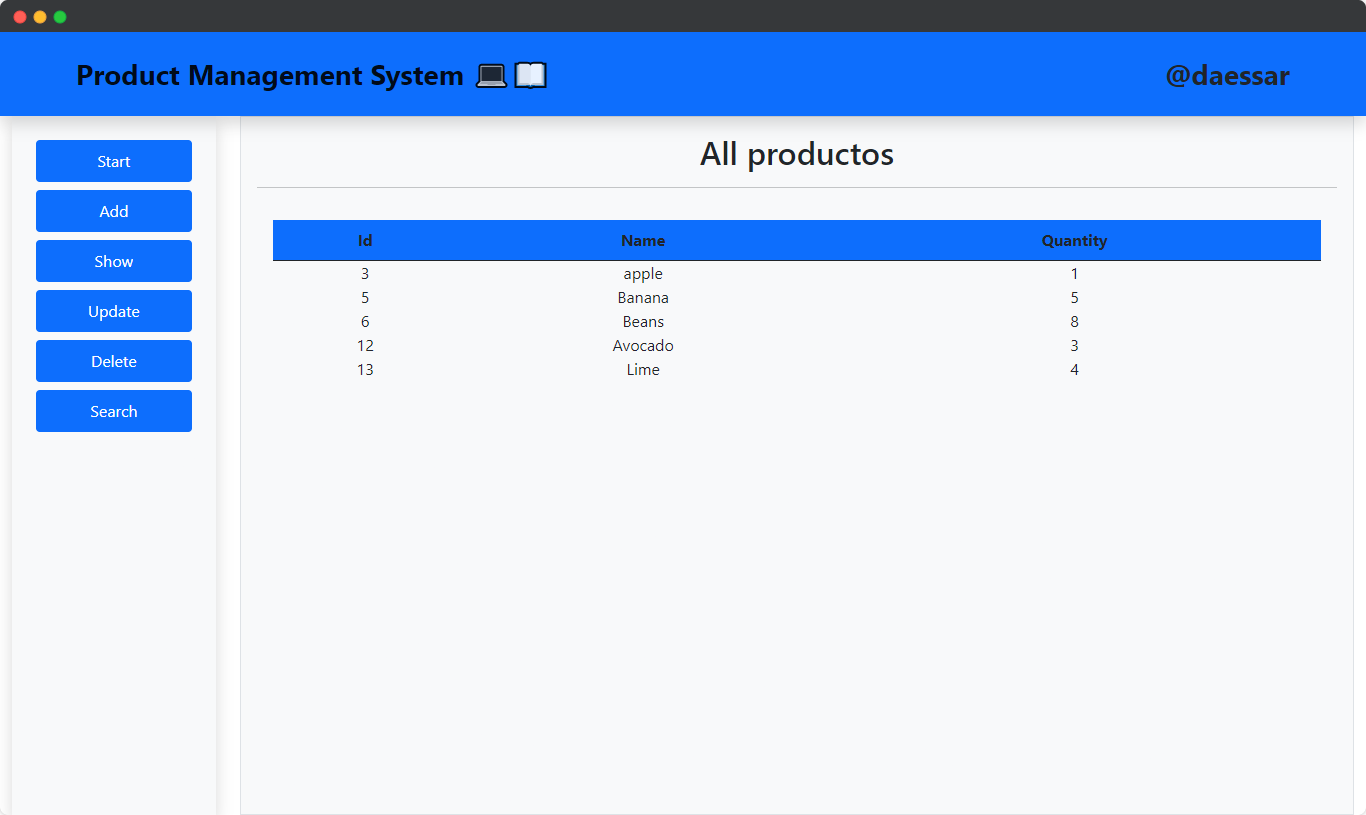 Product Management System 💻📖
@daessar
Start
Add
Show
Update
Delete
Search
All productos
Id Name Quantity
3 apple 1
5 Banana 5
6 Beans 8
12 Avocado 3
13 Lime 4